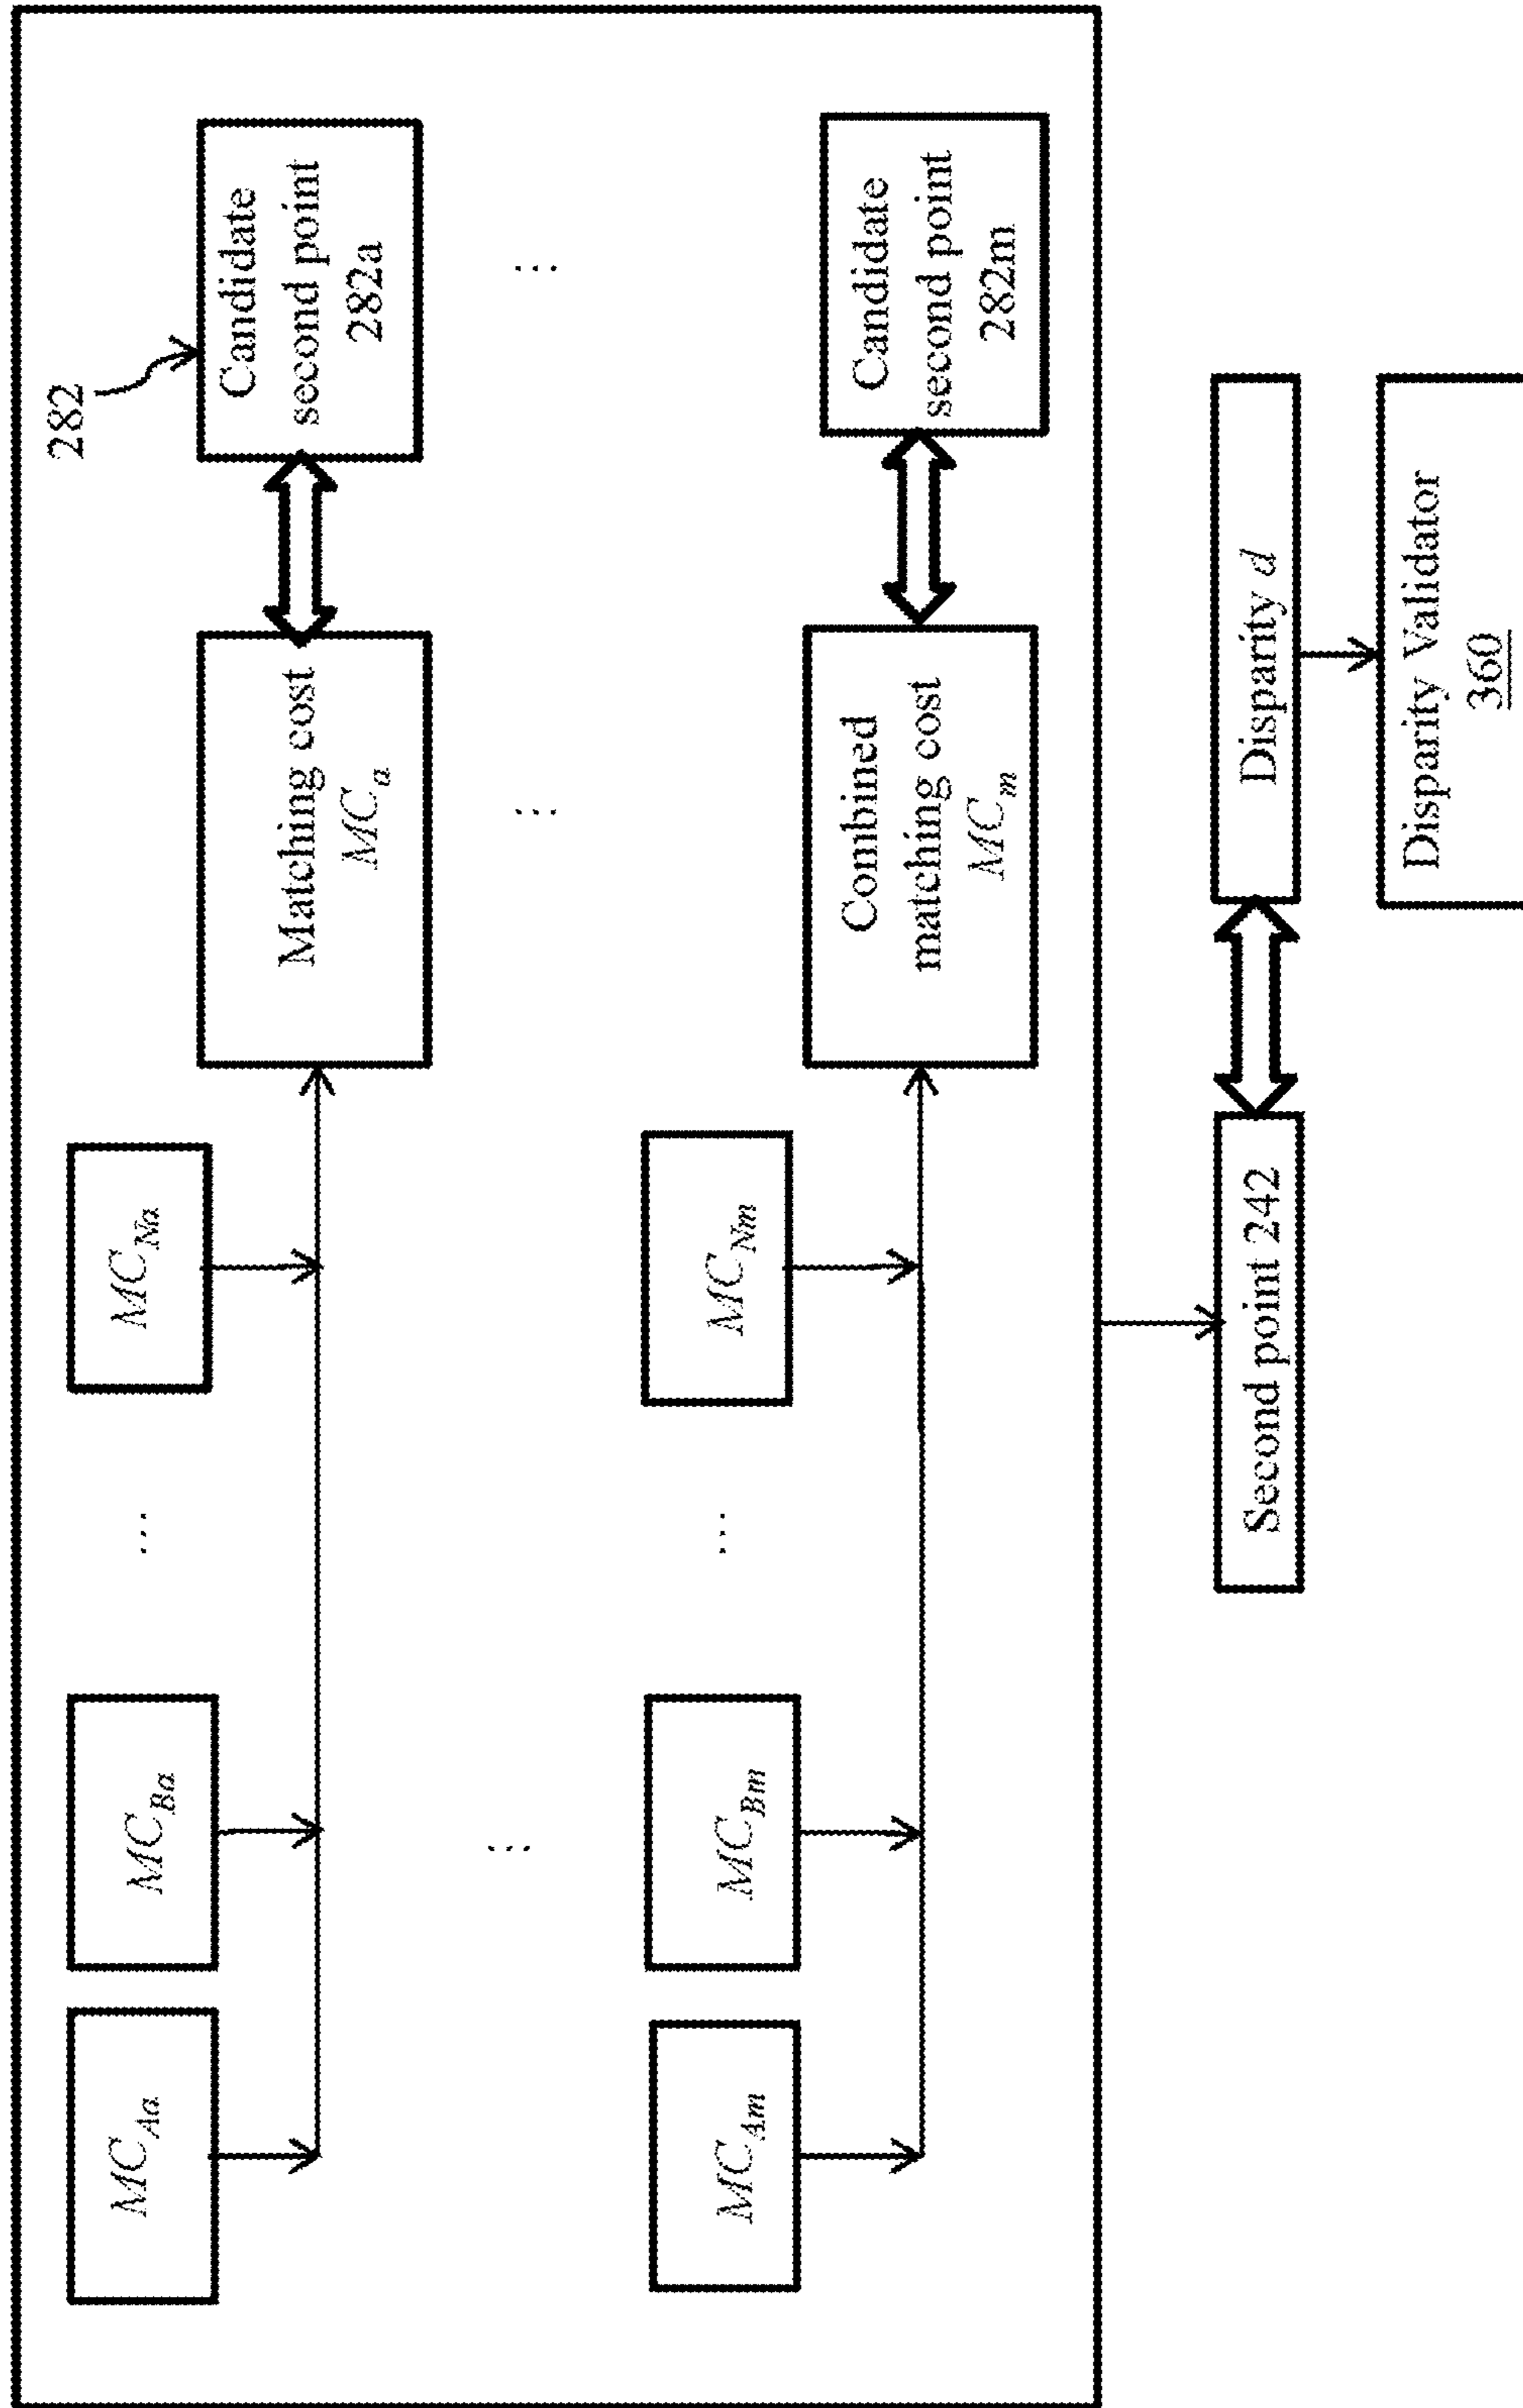 282
MC_Aa
MC_Ba
...
MC_Na
Matching cost
MC_a
Candidate
second point
282a
...
...
...
MC_Am
MC_Bm
...
MC_Nm
Combined
matching cost
MC_m
Candidate
second point
282m
Second point 242
Disparity d
Disparity Validator
360